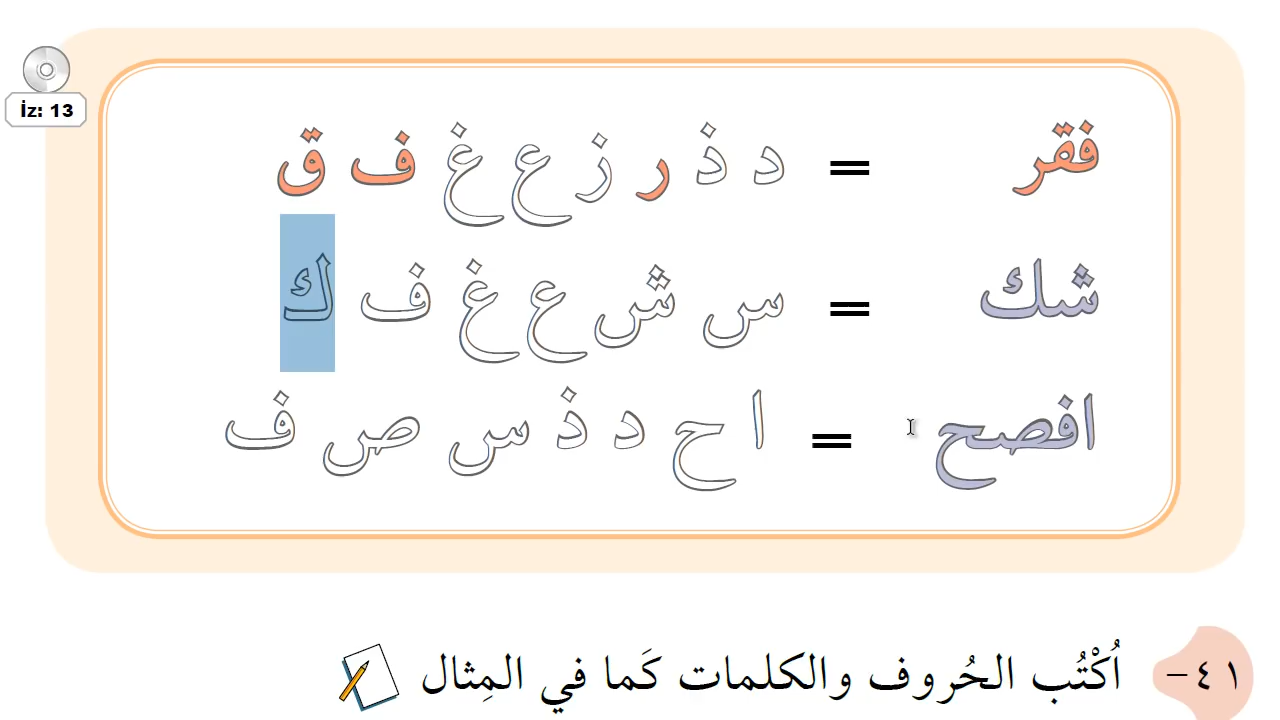 İz: 13
فقر = د ذ ر ز ع غ ف ق
شك = س ش ع غ ف ك
افصح = ا ح د ذ س ص ف
٤١- اُكْتُب الحُروف والكلمات كَما في المِثال